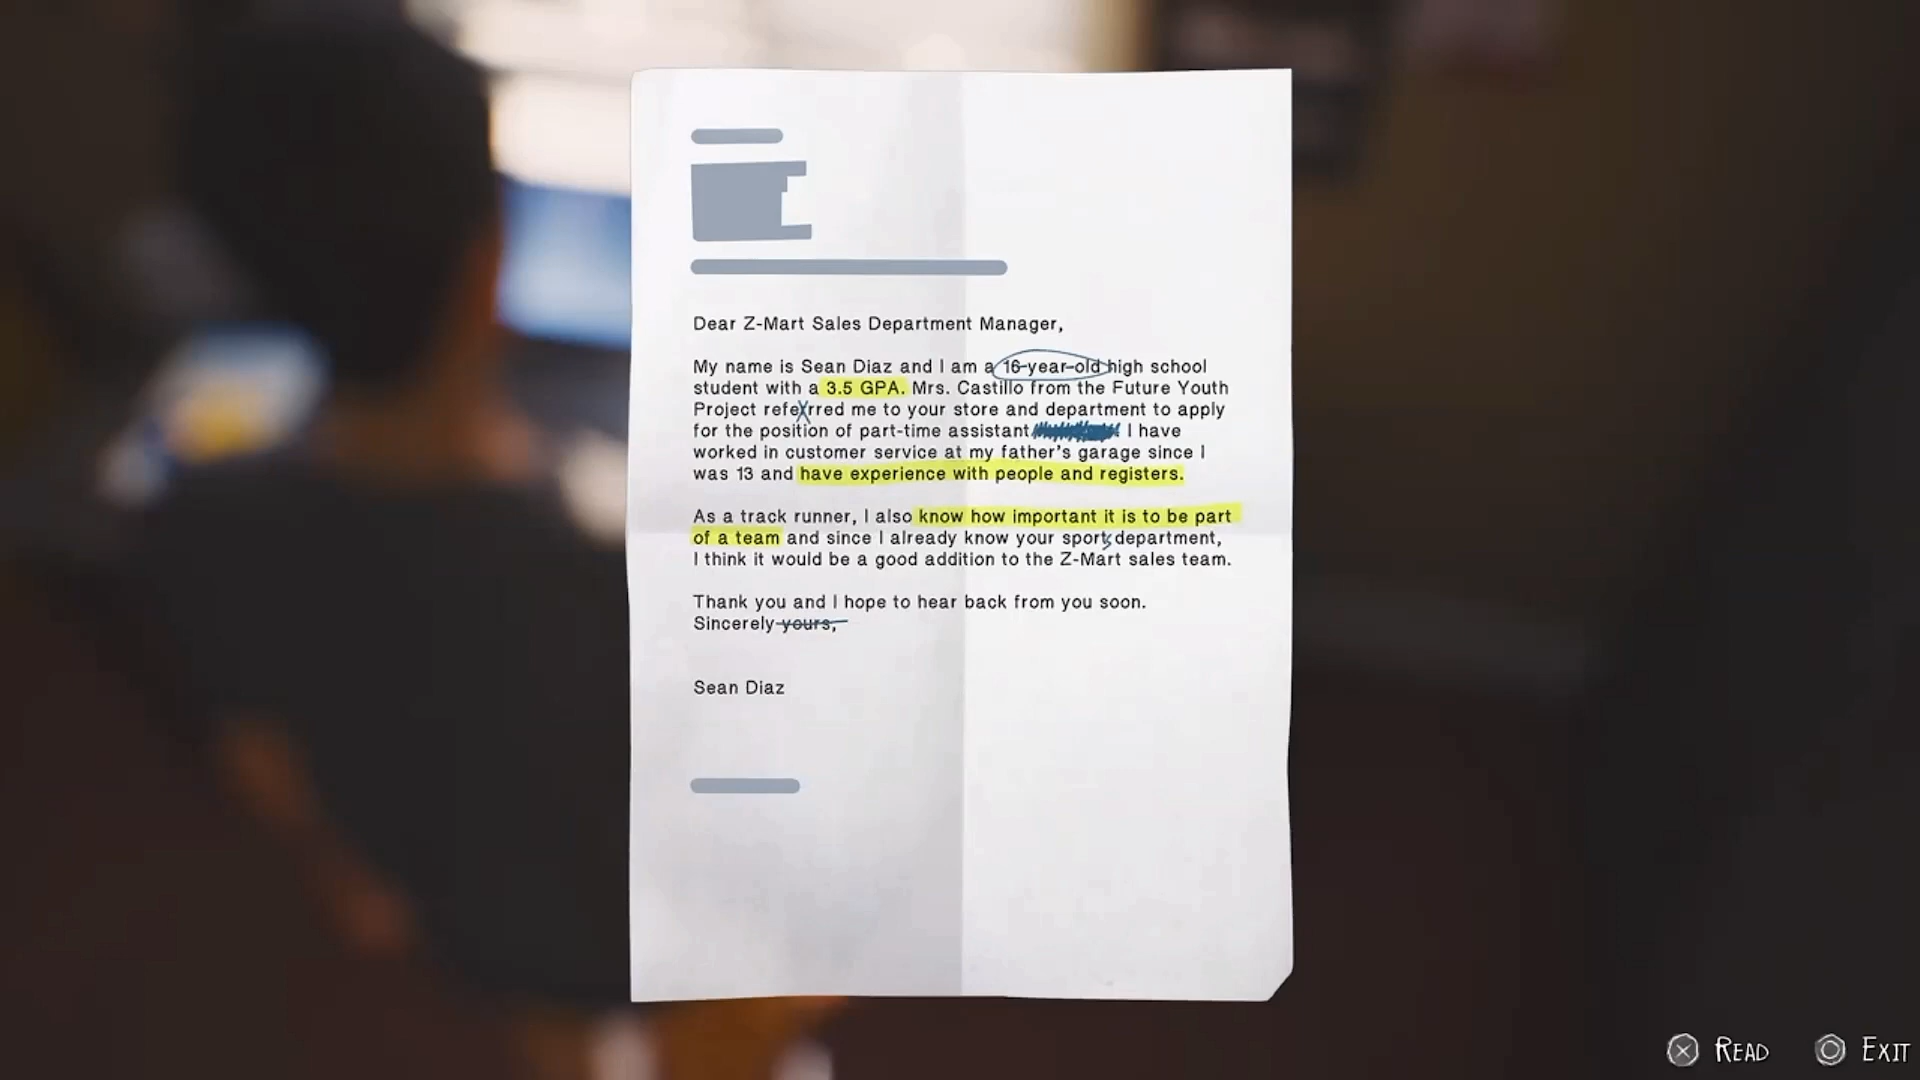 Dear Z-Mart Sales Department Manager,
My name is Sean Diaz and I am a 16-year-old high school
student with a 3.5 GPA. Mrs. Castillo from the Future Youth
Project referred me to your store and department to apply
for the position of part-time assistant I have
worked in customer service at my father's garage since I
was 13 and have experience with people and registers.
As a track runner, I also know how important it is to be part
of a team and since I already know your sports department,
I think it would be a good addition to the Z-Mart sales team.
Thank you and I hope to hear back from you soon.
Sincerely yours,
Sean Diaz
READ
EXIT